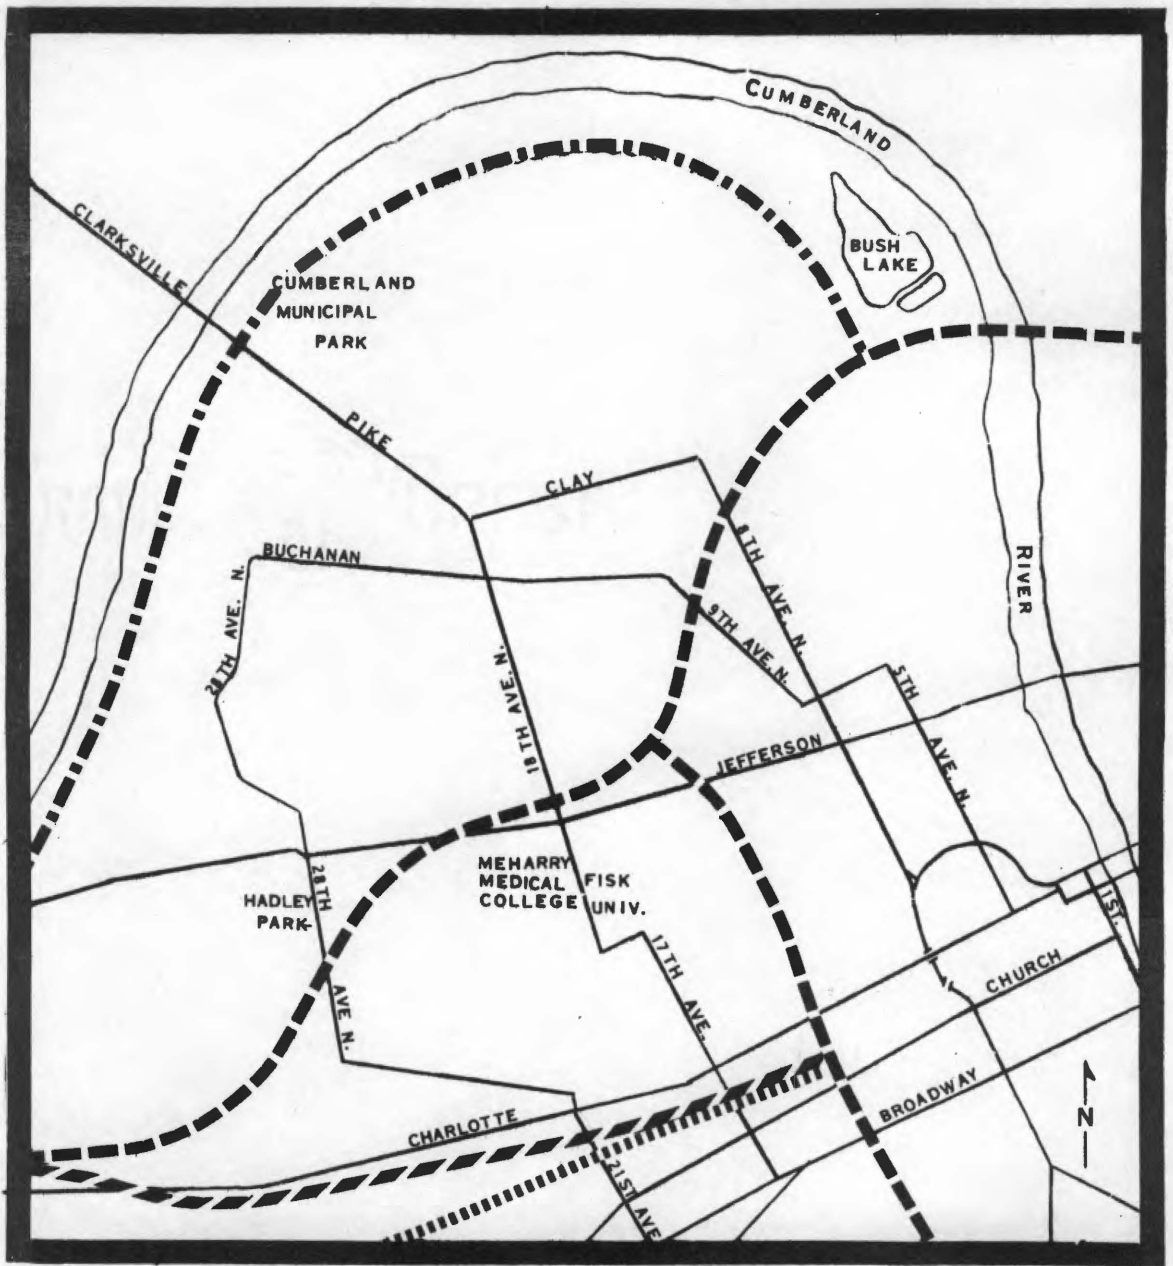 CUMBERLAND
CLARKSVILLE
BUSH
LAKE
CUMBERLAND
MUNICIPAL
PARK
PIKE
CLAY
BUCHANAN
8TH AVE. N.
RIVER
28TH AVE. N.
9TH AVE. N.
18TH AVE. N.
5TH AVE. N.
JEFFERSON
MEHARRY
MEDICAL
COLLEGE
FISK
UNIV.
28TH AVE N.
HADLEY
PARK
1ST.
17TH AVE.
CHURCH
BROADWAY
N
CHARLOTTE
21ST AVE